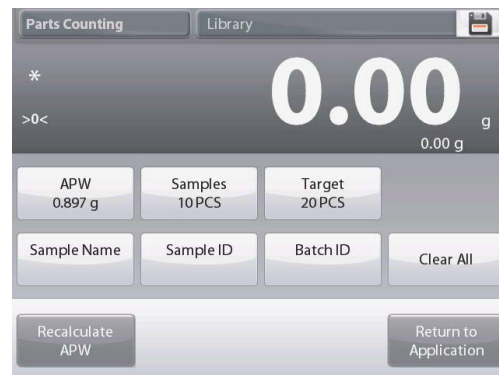 Parts Counting
Library
*
0.00 g
>0<
0.00 g
APW
0.897 g
Samples
10 PCS
Target
20 PCS
Sample Name
Sample ID
Batch ID
Clear All
Recalculate
APW
Return to
Application